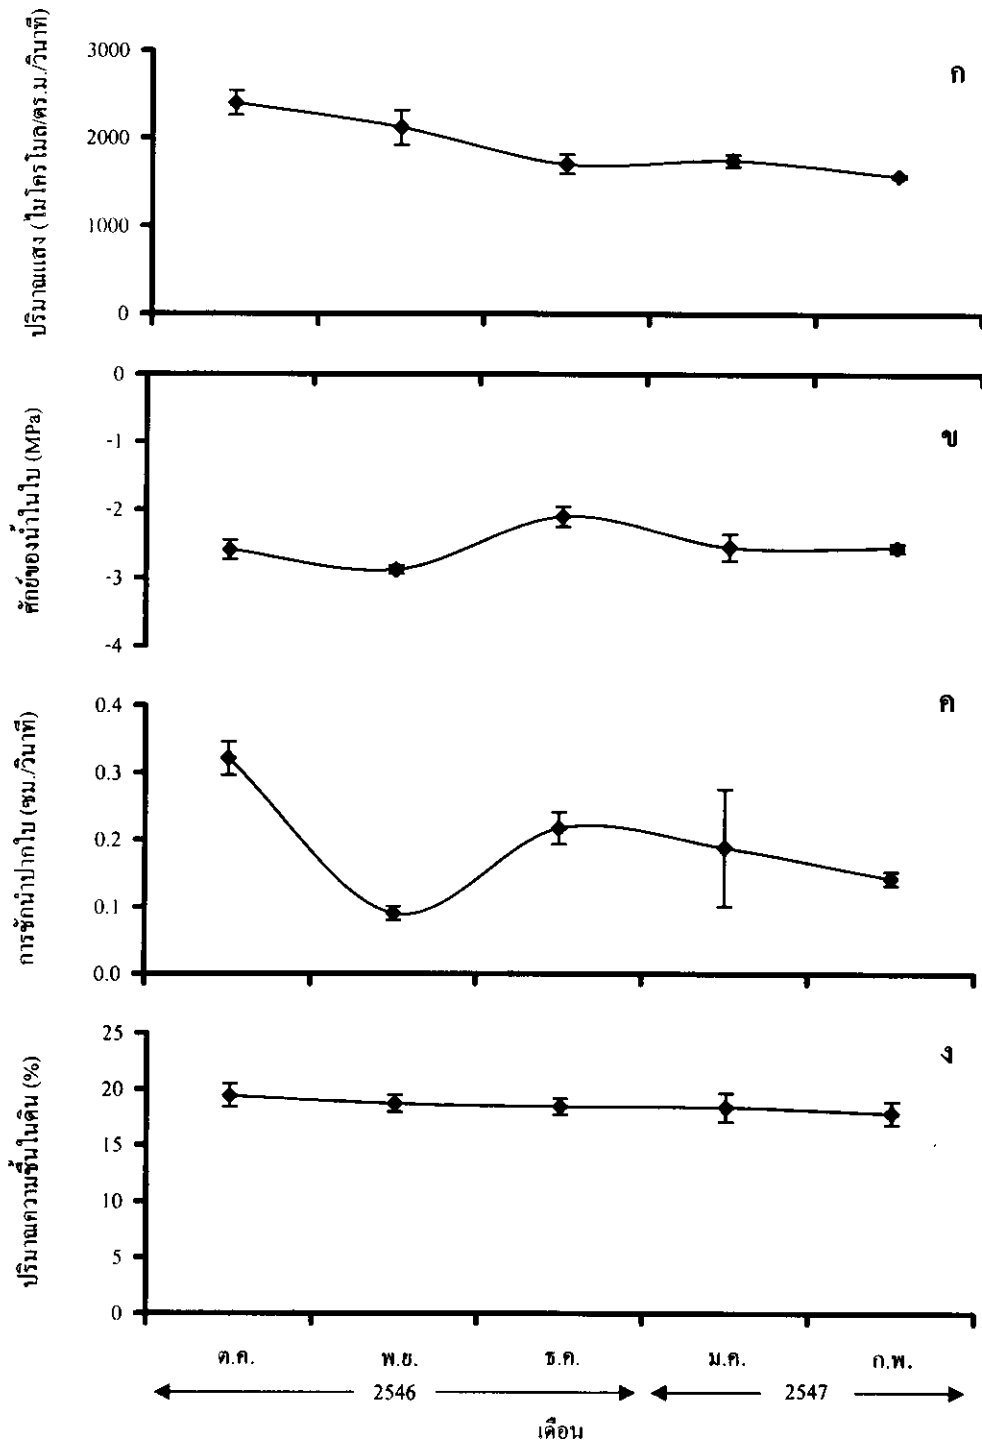 ปริมาณแสง (ไมโครโมล/ตร.ม./วินาที)
3000
2000
1000
0
ก
ศักย์ของน้ำในใบ (MPa)
0
-1
-2
-3
-4
ข
การชักนำปากใบ (ซม./วินาที)
0.4
0.3
0.2
0.1
0.0
ค
ปริมาณความชื้นในดิน (%)
25
20
15
10
5
0
ง
ต.ค. พ.ย. ธ.ค. ม.ค. ก.พ.
2546 2547
เดือน